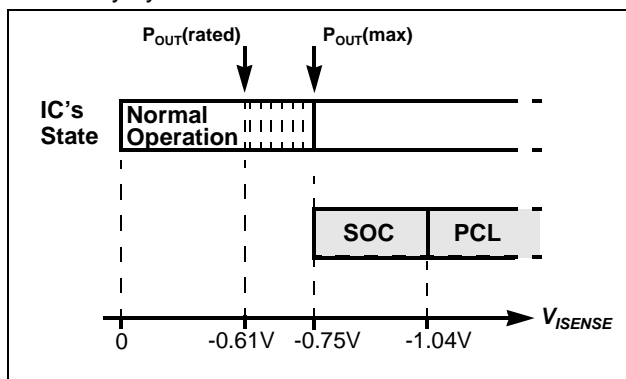 P_OUT(rated) P_OUT(max)
IC's State
Normal Operation
SOC PCL
V_ISENSE
0 -0.61V -0.75V -1.04V